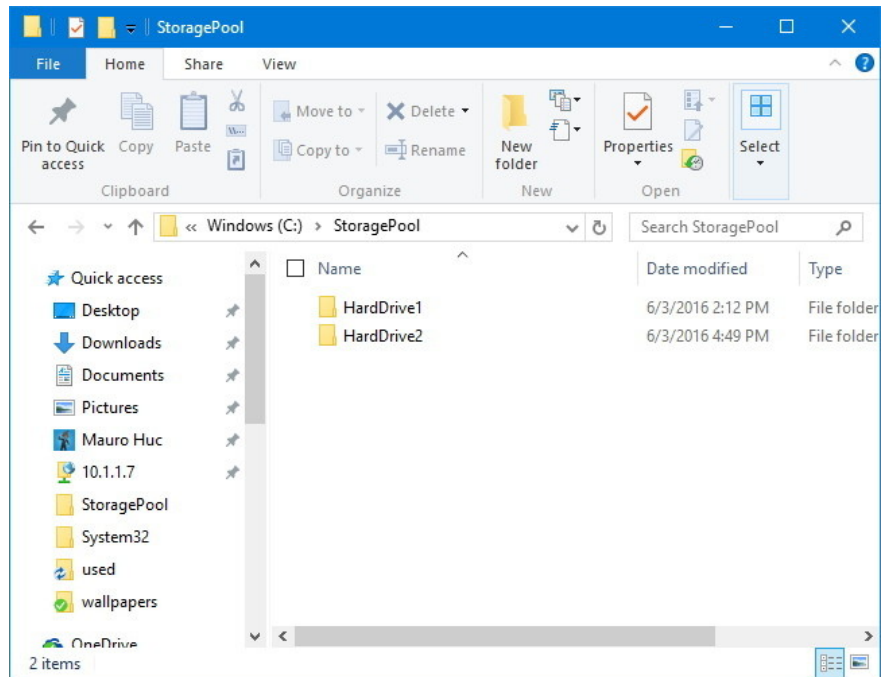 StoragePool
File Home Share View
Pin to Quick access
Copy
Paste
Move to
Copy to
Delete
Rename
New folder
Properties
Select
Clipboard Organize New Open
« Windows (C:) › StoragePool
Search StoragePool
Name Date modified Type
Quick access
Desktop
Downloads
Documents
Pictures
Mauro Huc
10.1.1.7
StoragePool
System32
used
wallpapers
OneDrive
HardDrive1 6/3/2016 2:12 PM File folder
HardDrive2 6/3/2016 4:49 PM File folder
2 items